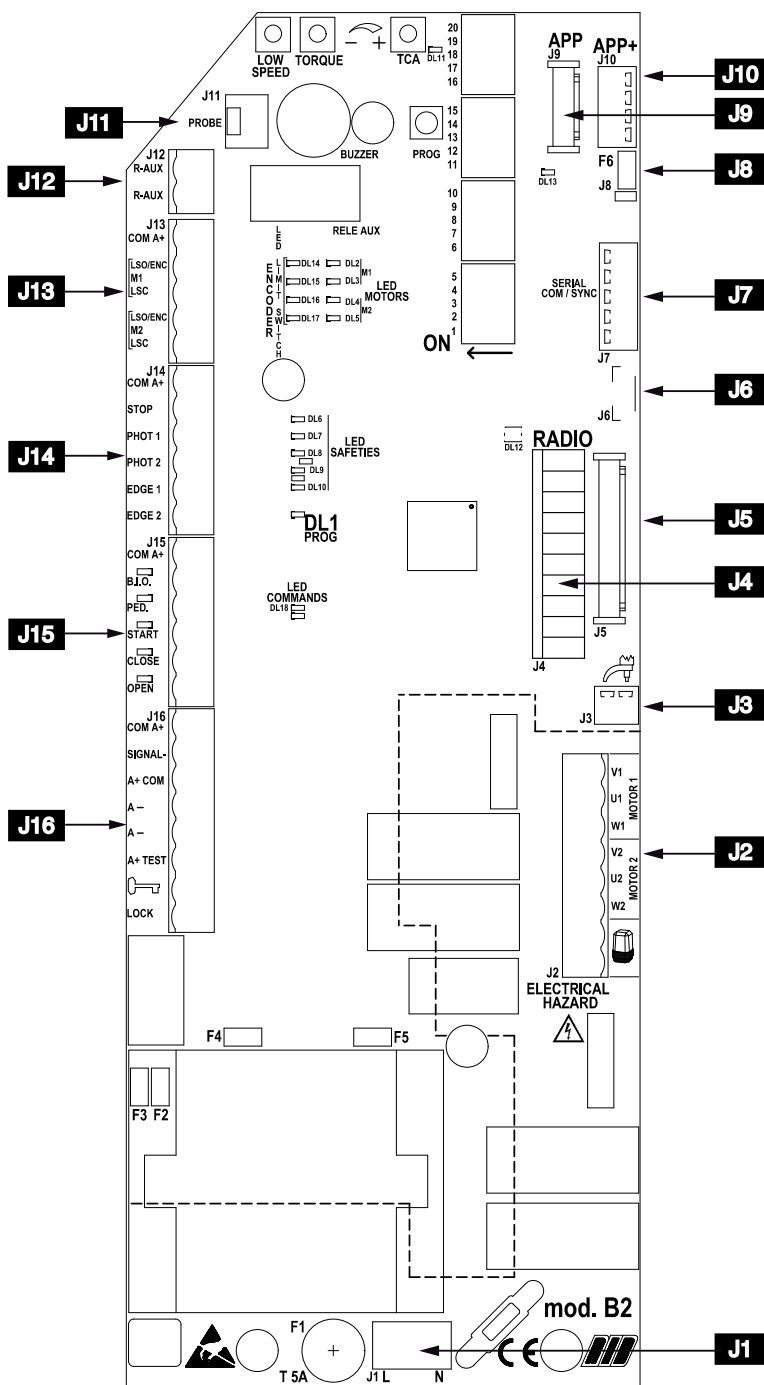 LOW SPEED
TORQUE
− +
TCA
DL11
20
19
18
17
16
APP
J9
APP+
J10
J10
J9
J11
J11
PROBE
BUZZER
PROG
15
14
13
12
11
F6
J8
J8
DL13
J12
J12
R-AUX
R-AUX
RELE AUX
10
9
8
7
6
J13
J13
COM A+
LSO/ENC
M1
LSC
LSO/ENC
M2
LSC
LED LIMIT SWITCH
ENCODER
DL14
DL15
DL16
DL17
DL2
DL3
DL4
DL5
M1
M2
LED MOTORS
5
4
3
2
1
ON
SERIAL
COM / SYNC
J7
J7
J6
J6
J14
J14
COM A+
STOP
PHOT 1
PHOT 2
EDGE 1
EDGE 2
DL6
DL7
DL8
DL9
DL10
LED SAFETIES
DL1
PROG
DL12
RADIO
J5
J4
J5
J4
J15
J15
COM A+
B.I.O.
PED.
START
CLOSE
OPEN
LED COMMANDS
DL18
J3
J3
J16
J16
COM A+
SIGNAL-
A+ COM
A −
A −
A+ TEST
LOCK
V1
U1
W1
MOTOR 1
V2
U2
W2
MOTOR 2
J2
J2
ELECTRICAL
HAZARD
F4
F5
F3 F2
F1
T 5A
J1 L
N
mod. B2
CE
J1